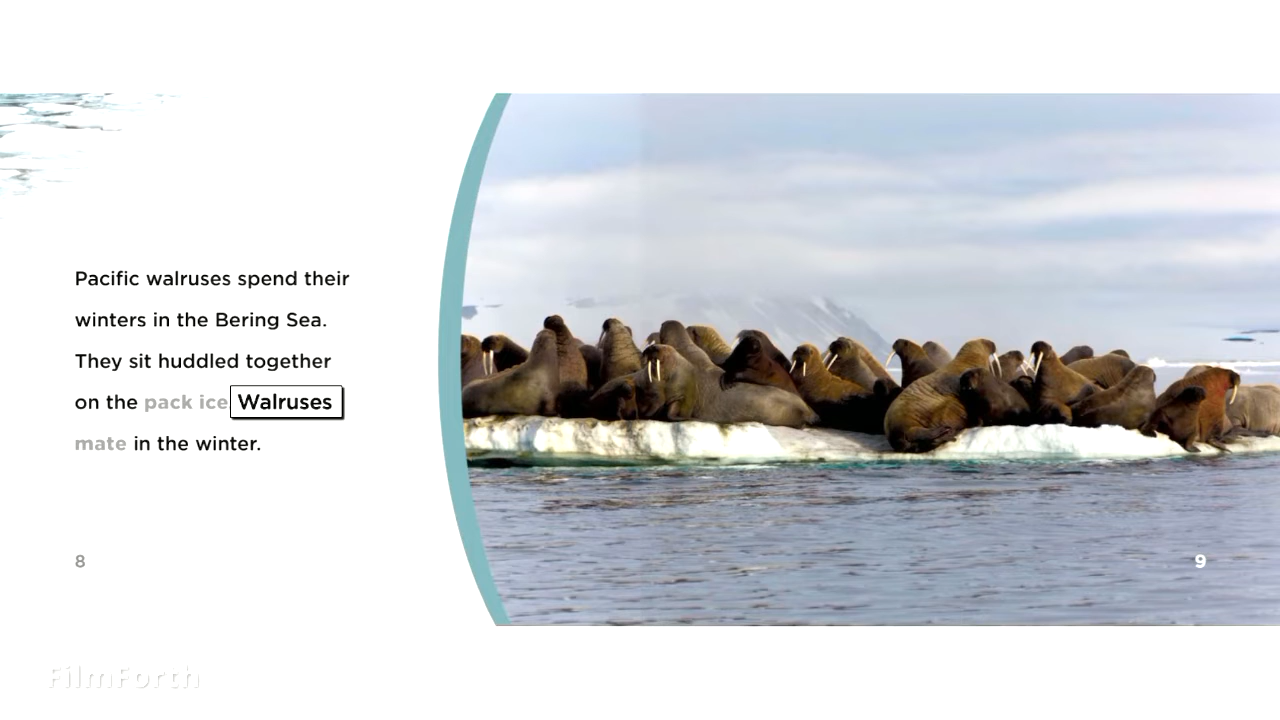 Pacific walruses spend their
winters in the Bering Sea.
They sit huddled together
on the pack ice Walruses
mate in the winter.
8
9
FilmForth